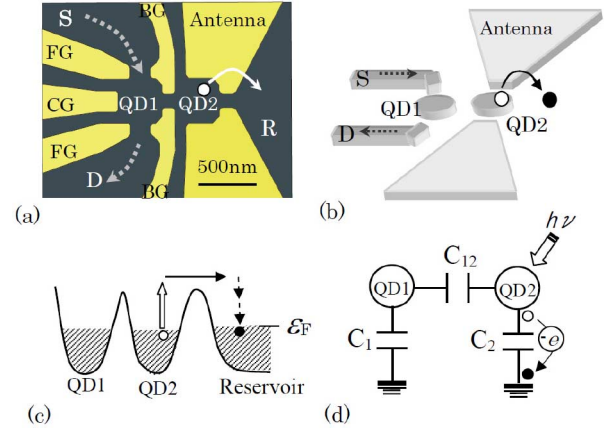 (a)
S
BG
Antenna
FG
CG
QD1
QD2
R
FG
D
BG
500nm
(b)
S
QD1
D
QD2
(c)
εF
QD1
QD2
Reservoir
(d)
hν
C12
QD1
QD2
C1
C2
-e